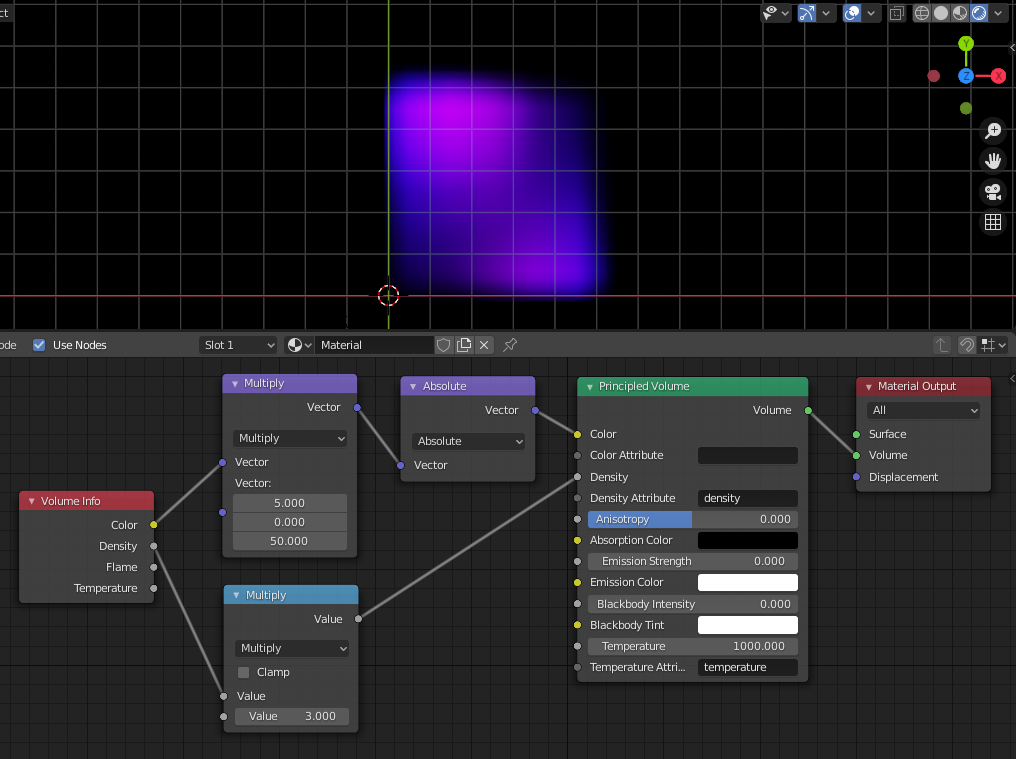 ct
Y
Z
X
ode
Use Nodes
Slot 1
Material
Multiply
Vector
Multiply
Vector
Vector:
5.000
0.000
50.000
Absolute
Vector
Absolute
Vector
Principled Volume
Volume
Color
Color Attribute
Density
Density Attribute density
Anisotropy 0.000
Absorption Color
Emission Strength 0.000
Emission Color
Blackbody Intensity 0.000
Blackbody Tint
Temperature 1000.000
Temperature Attri... temperature
Material Output
All
Surface
Volume
Displacement
Volume Info
Color
Density
Flame
Temperature
Multiply
Value
Multiply
Clamp
Value
Value 3.000